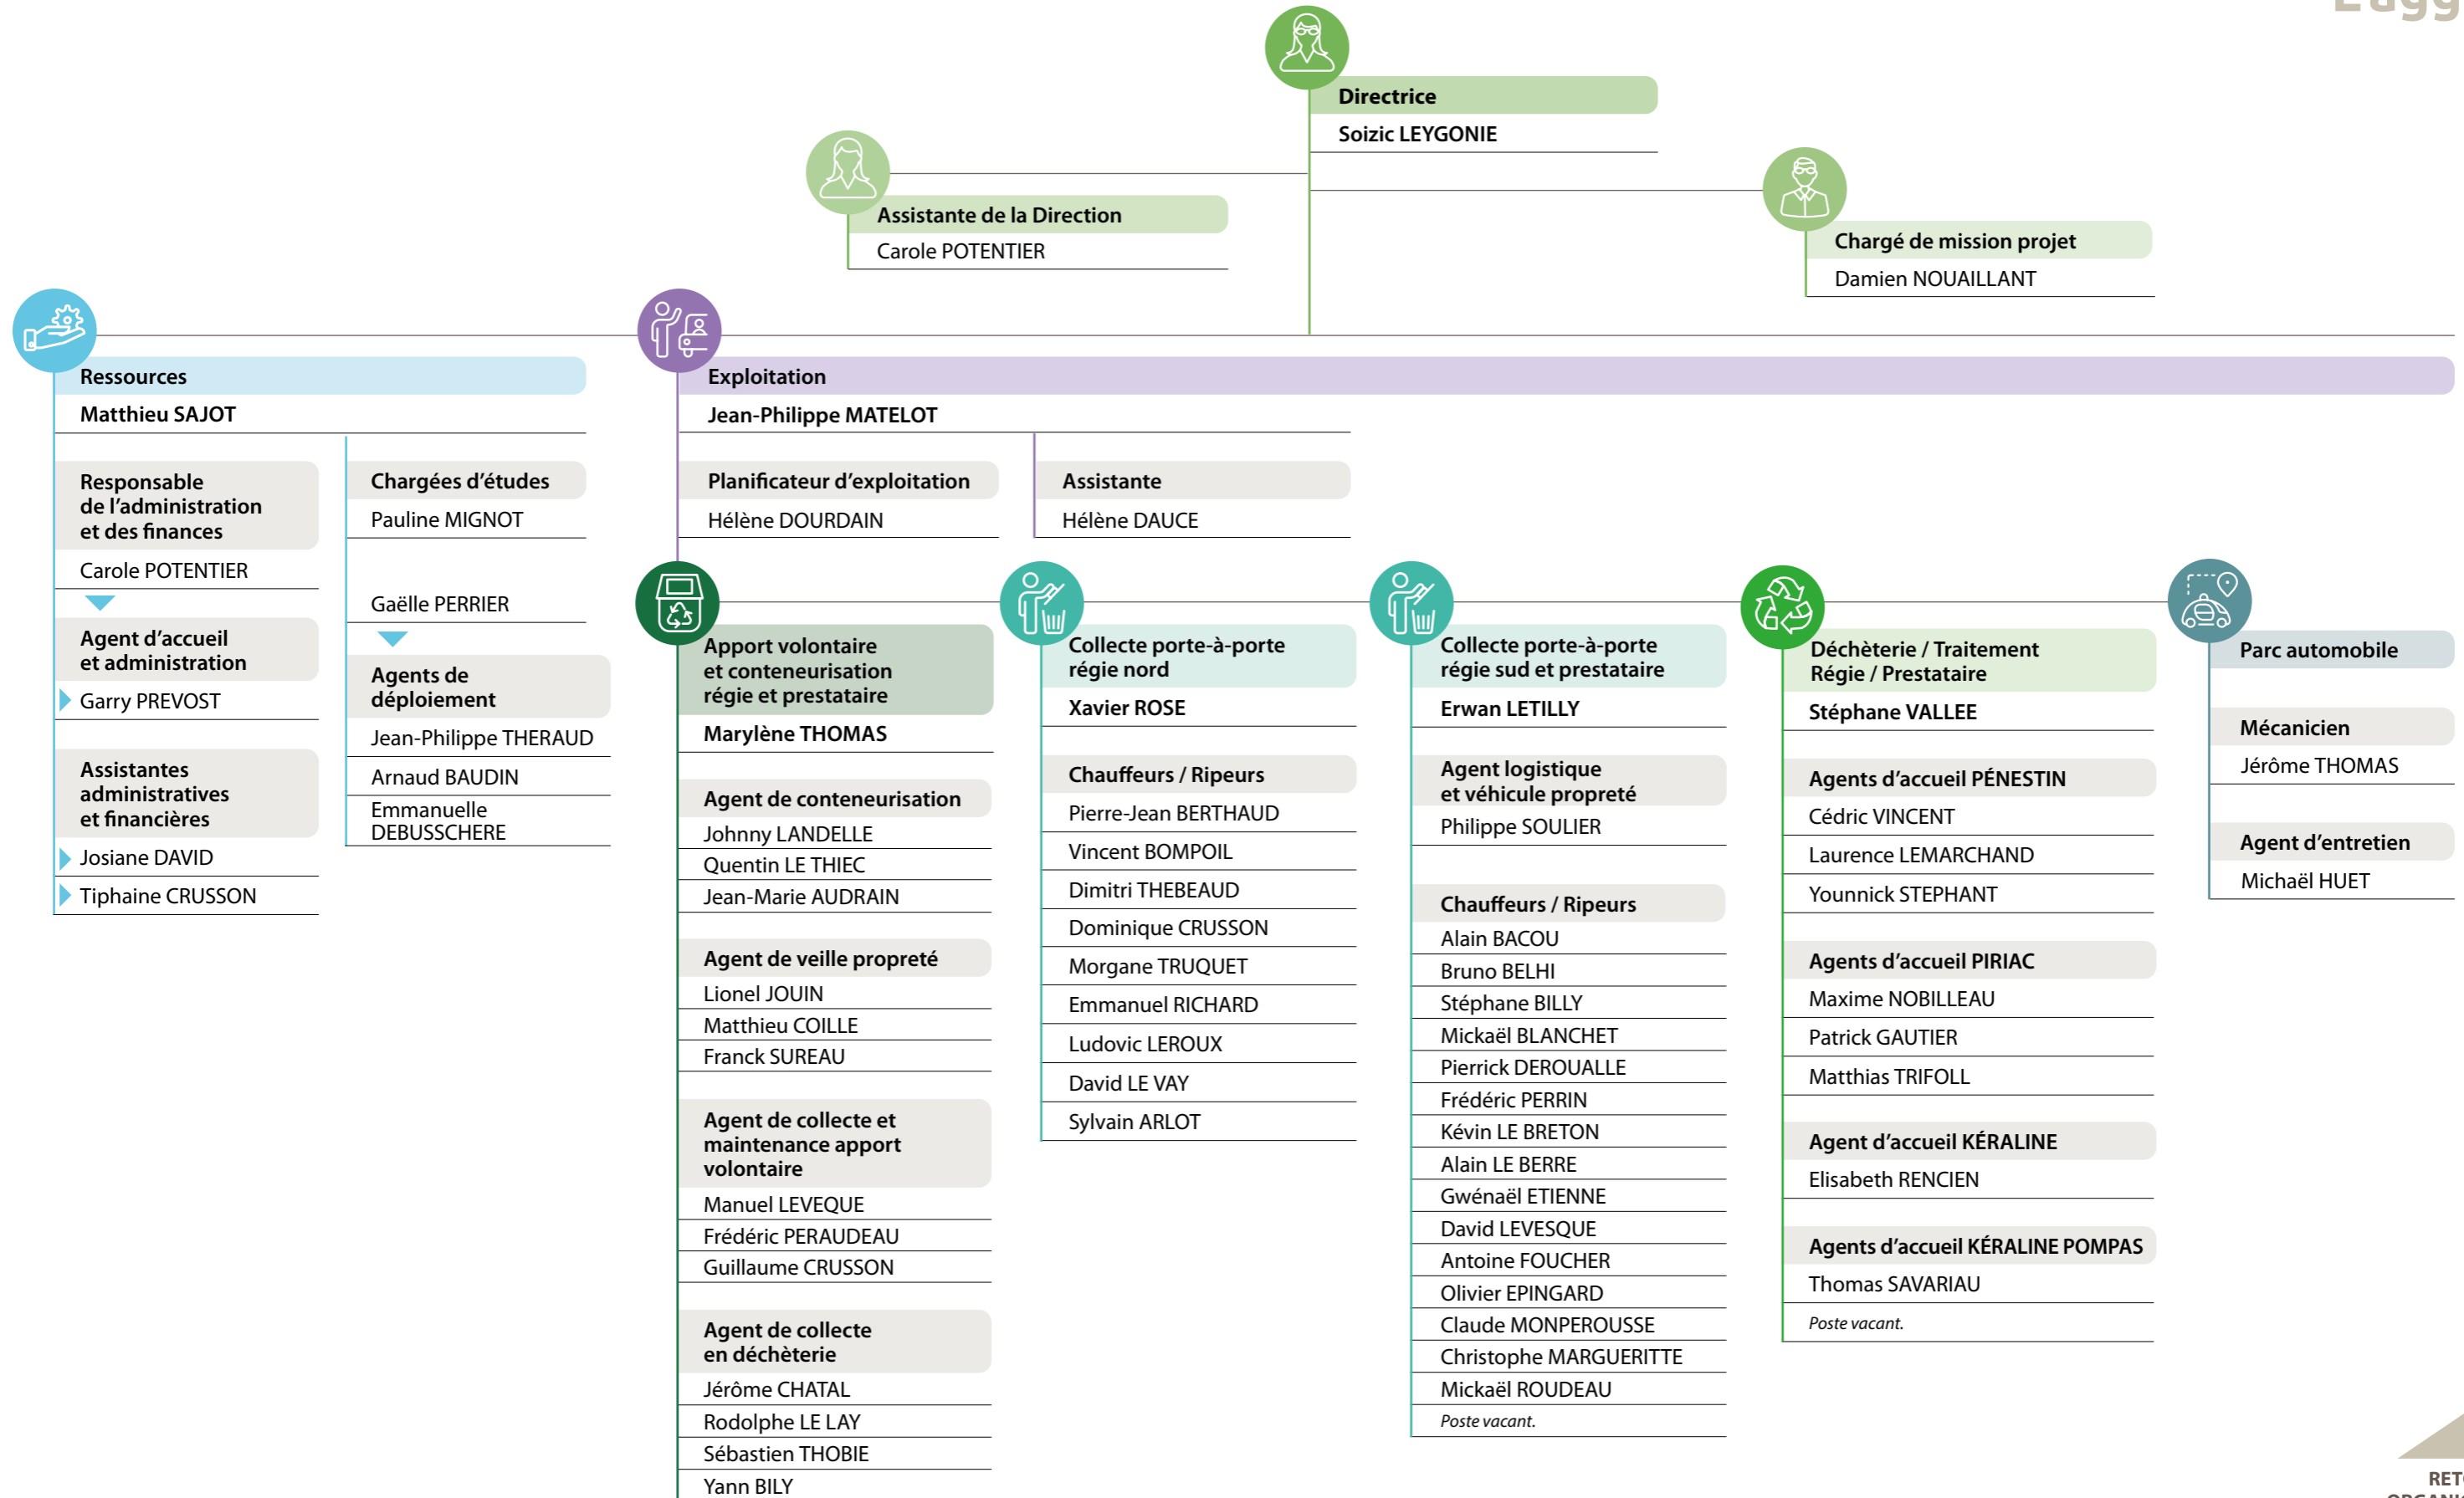 L'agg
Directrice
Soizic LEYGONIE
Assistante de la Direction
Carole POTENTIER
Chargé de mission projet
Damien NOUAILLANT
Ressources
Matthieu SAJOT
Responsable
de l'administration
et des finances
Carole POTENTIER
Agent d'accueil
et administration
Garry PREVOST
Assistantes
administratives
et financières
Josiane DAVID
Tiphaine CRUSSON
Chargées d'études
Pauline MIGNOT
Gaëlle PERRIER
Agents de
déploiement
Jean-Philippe THERAUD
Arnaud BAUDIN
Emmanuelle
DEBUSSCHERE
Exploitation
Jean-Philippe MATELOT
Planificateur d'exploitation
Hélène DOURDAIN
Assistante
Hélène DAUCE
Apport volontaire
et conteneurisation
régie et prestataire
Marylène THOMAS
Agent de conteneurisation
Johnny LANDELLE
Quentin LE THIEC
Jean-Marie AUDRAIN
Agent de veille propreté
Lionel JOUIN
Matthieu COILLE
Franck SUREAU
Agent de collecte et
maintenance apport
volontaire
Manuel LEVEQUE
Frédéric PERAUDEAU
Guillaume CRUSSON
Agent de collecte
en déchèterie
Jérôme CHATAL
Rodolphe LE LAY
Sébastien THOBIE
Yann BILY
Collecte porte-à-porte
régie nord
Xavier ROSE
Chauffeurs / Ripeurs
Pierre-Jean BERTHAUD
Vincent BOMPOIL
Dimitri THEBEAUD
Dominique CRUSSON
Morgane TRUQUET
Emmanuel RICHARD
Ludovic LEROUX
David LE VAY
Sylvain ARLOT
Collecte porte-à-porte
régie sud et prestataire
Erwan LETILLY
Agent logistique
et véhicule propreté
Philippe SOULIER
Chauffeurs / Ripeurs
Alain BACOU
Bruno BELHI
Stéphane BILLY
Mickaël BLANCHET
Pierrick DEROUALLE
Frédéric PERRIN
Kévin LE BRETON
Alain LE BERRE
Gwénaël ETIENNE
David LEVESQUE
Antoine FOUCHER
Olivier EPINGARD
Claude MONPEROUSSE
Christophe MARGUERITTE
Mickaël ROUDEAU
Poste vacant.
Déchèterie / Traitement
Régie / Prestataire
Stéphane VALLEE
Agents d'accueil PÉNESTIN
Cédric VINCENT
Laurence LEMARCHAND
Younnick STEPHANT
Agents d'accueil PIRIAC
Maxime NOBILLEAU
Patrick GAUTIER
Matthias TRIFOLL
Agent d'accueil KÉRALINE
Elisabeth RENCIEN
Agents d'accueil KÉRALINE POMPAS
Thomas SAVARIAU
Poste vacant.
Parc automobile
Mécanicien
Jérôme THOMAS
Agent d'entretien
Michaël HUET